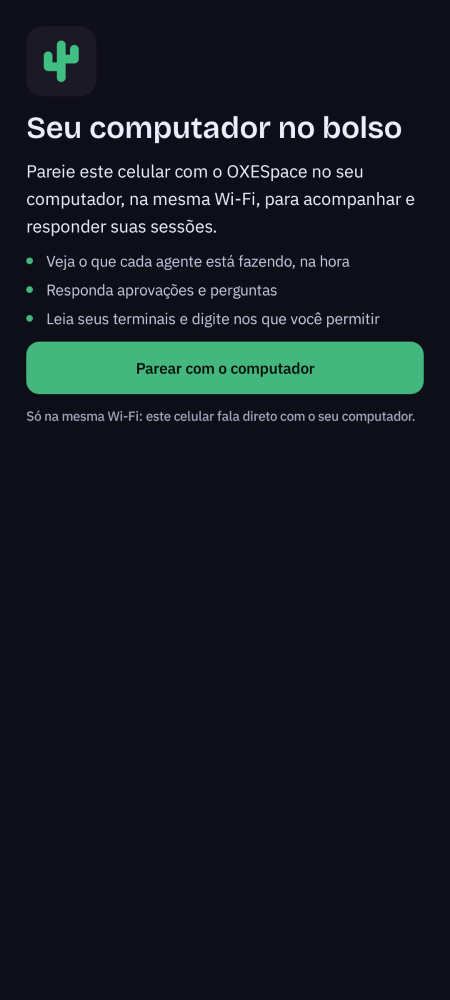 Seu computador no bolso
Pareie este celular com o OXESpace no seu
computador, na mesma Wi-Fi, para acompanhar e
responder suas sessões.
Veja o que cada agente está fazendo, na hora
Responda aprovações e perguntas
Leia seus terminais e digite nos que você permitir
Parear com o computador
Só na mesma Wi-Fi: este celular fala direto com o seu computador.